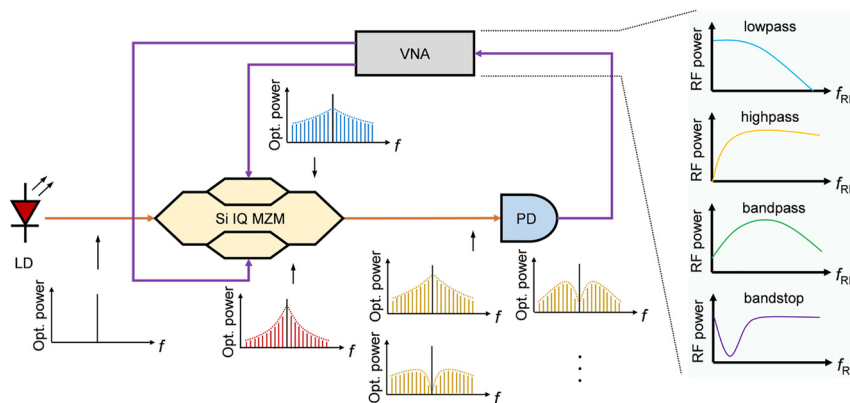 VNA
Opt. power
f
Si IQ MZM
LD
PD
Opt. power
f
Opt. power
f
Opt. power
f
Opt. power
f
Opt. power
f
lowpass
RF power
highpass
RF power
bandpass
RF power
bandstop
RF power